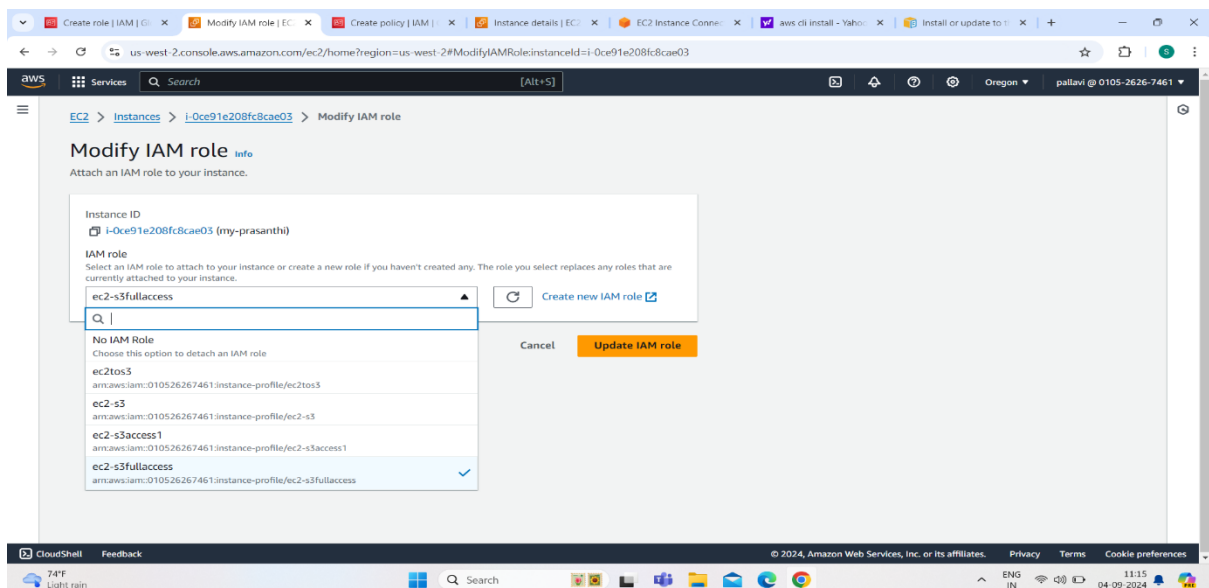 Create role | IAM | Gl
Modify IAM role | EC
Create policy | IAM |
Instance details | EC2
EC2 Instance Connec
aws cli install - Yahoo
Install or update to t
us-west-2.console.aws.amazon.com/ec2/home?region=us-west-2#ModifyIAMRole:instanceId=i-0ce91e208fc8cae03
S
aws
Services
Search
[Alt+S]
Oregon
pallavi @ 0105-2626-7461
EC2 > Instances > i-0ce91e208fc8cae03 > Modify IAM role
Modify IAM role Info
Attach an IAM role to your instance.
Instance ID
i-0ce91e208fc8cae03 (my-prasanthi)
IAM role
Select an IAM role to attach to your instance or create a new role if you haven't created any. The role you select replaces any roles that are
currently attached to your instance.
ec2-s3fullaccess
Create new IAM role
No IAM Role
Choose this option to detach an IAM role
ec2tos3
arn:aws:iam::010526267461:instance-profile/ec2tos3
ec2-s3
arn:aws:iam::010526267461:instance-profile/ec2-s3
ec2-s3access1
arn:aws:iam::010526267461:instance-profile/ec2-s3access1
ec2-s3fullaccess
arn:aws:iam::010526267461:instance-profile/ec2-s3fullaccess
Cancel
Update IAM role
CloudShell
Feedback
© 2024, Amazon Web Services, Inc. or its affiliates.
Privacy
Terms
Cookie preferences
74°F
Light rain
Search
ENG
IN
11:15
04-09-2024